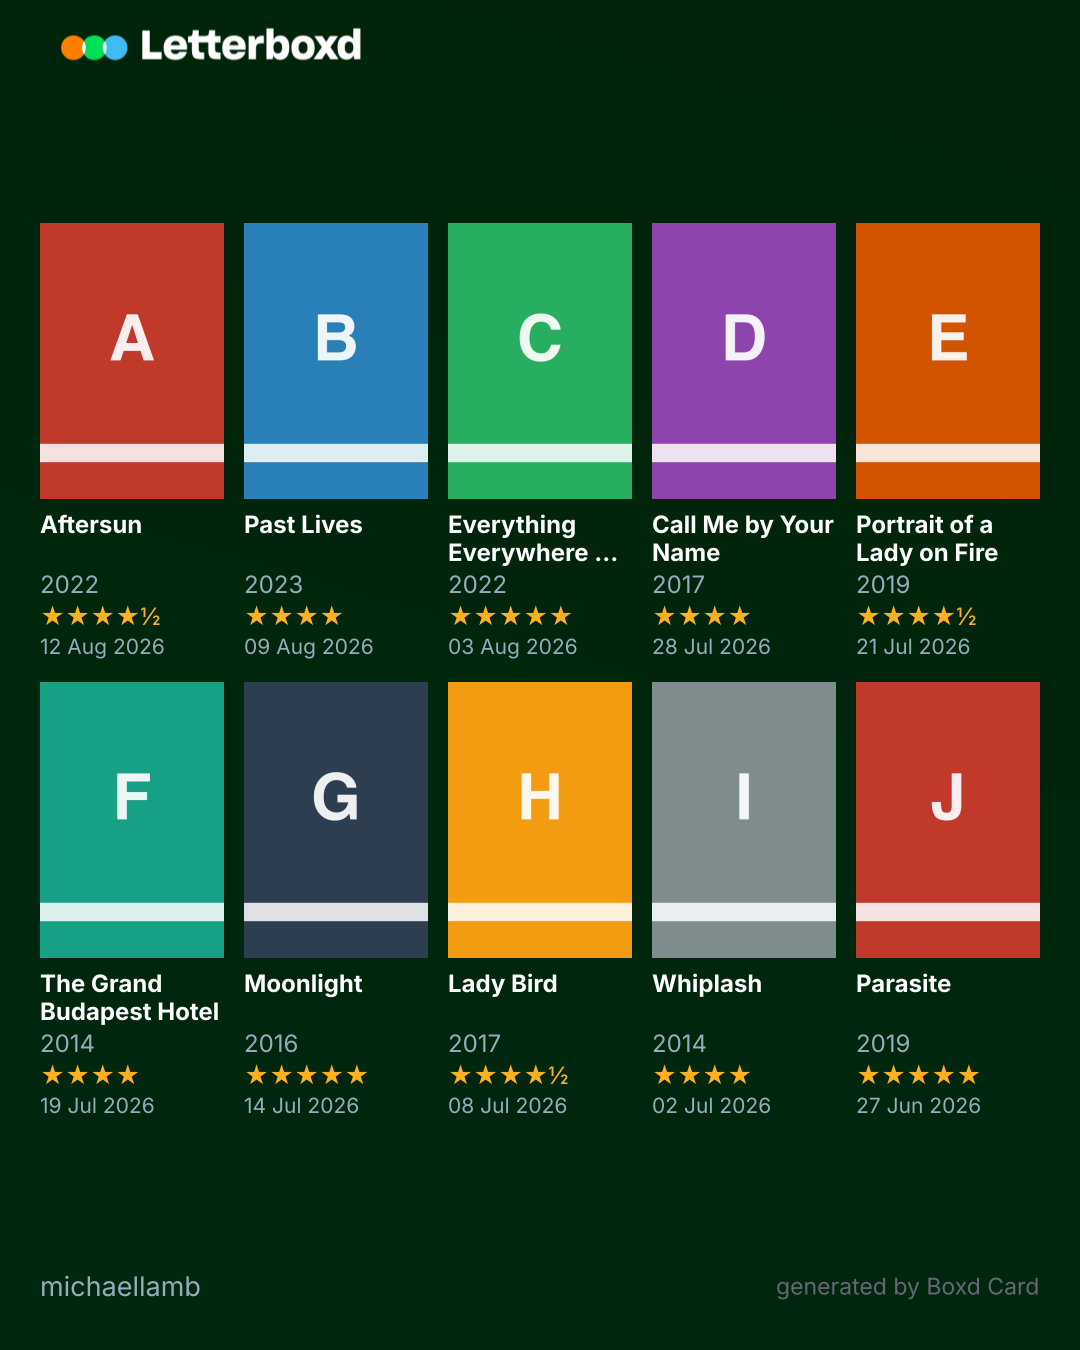 Letterboxd
A
B
C
D
E
Aftersun
2022
★★★★½
12 Aug 2026
Past Lives
2023
★★★★
09 Aug 2026
Everything
Everywhere ...
2022
★★★★★
03 Aug 2026
Call Me by Your
Name
2017
★★★★
28 Jul 2026
Portrait of a
Lady on Fire
2019
★★★★½
21 Jul 2026
F
G
H
I
J
The Grand
Budapest Hotel
2014
★★★★
19 Jul 2026
Moonlight
2016
★★★★★
14 Jul 2026
Lady Bird
2017
★★★★½
08 Jul 2026
Whiplash
2014
★★★★
02 Jul 2026
Parasite
2019
★★★★★
27 Jun 2026
michaellamb
generated by Boxd Card